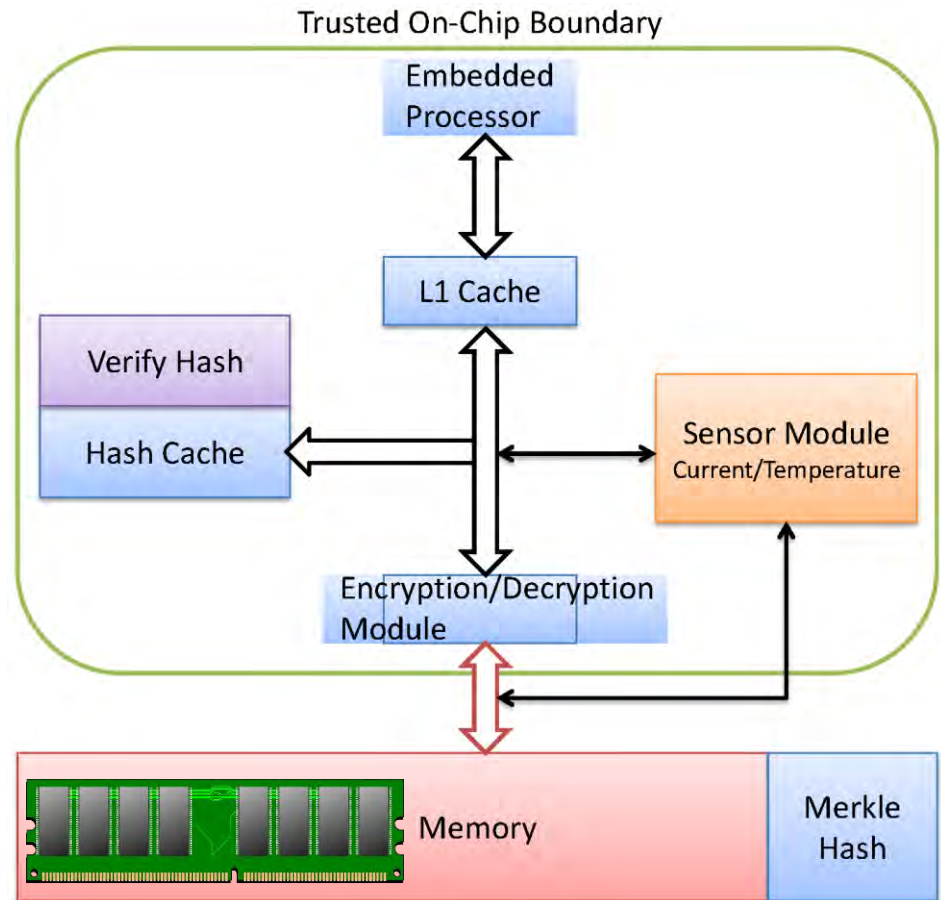 Trusted On-Chip Boundary
Embedded
Processor
L1 Cache
Verify Hash
Hash Cache
Sensor Module
Current/Temperature
Encryption/Decryption
Module
Memory
Merkle
Hash